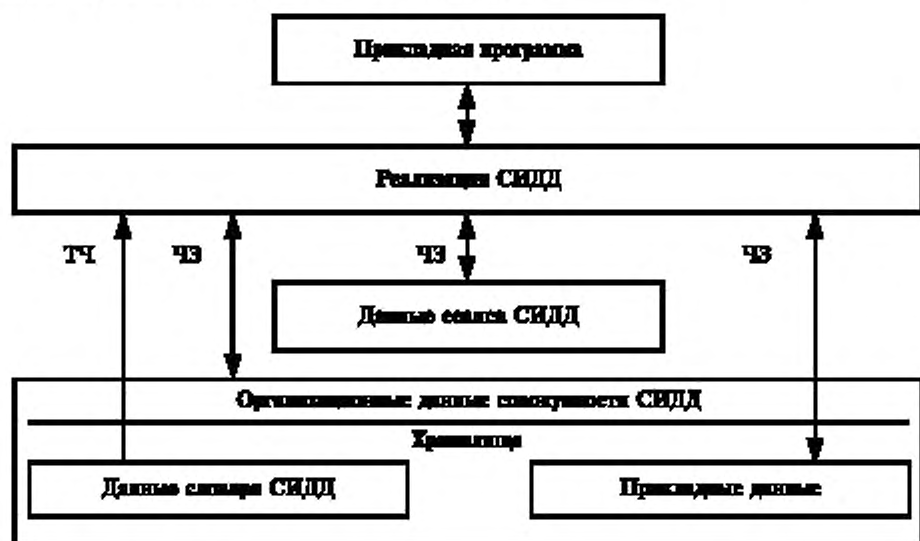 Прикладная программа
Реализация СИДД
ТЧ
ЧЗ
ЧЗ
ЧЗ
Данные сеанса СИДД
Организационные данные совокупности СИДД
Хранилища
Данные словаря СИДД
Прикладные данные